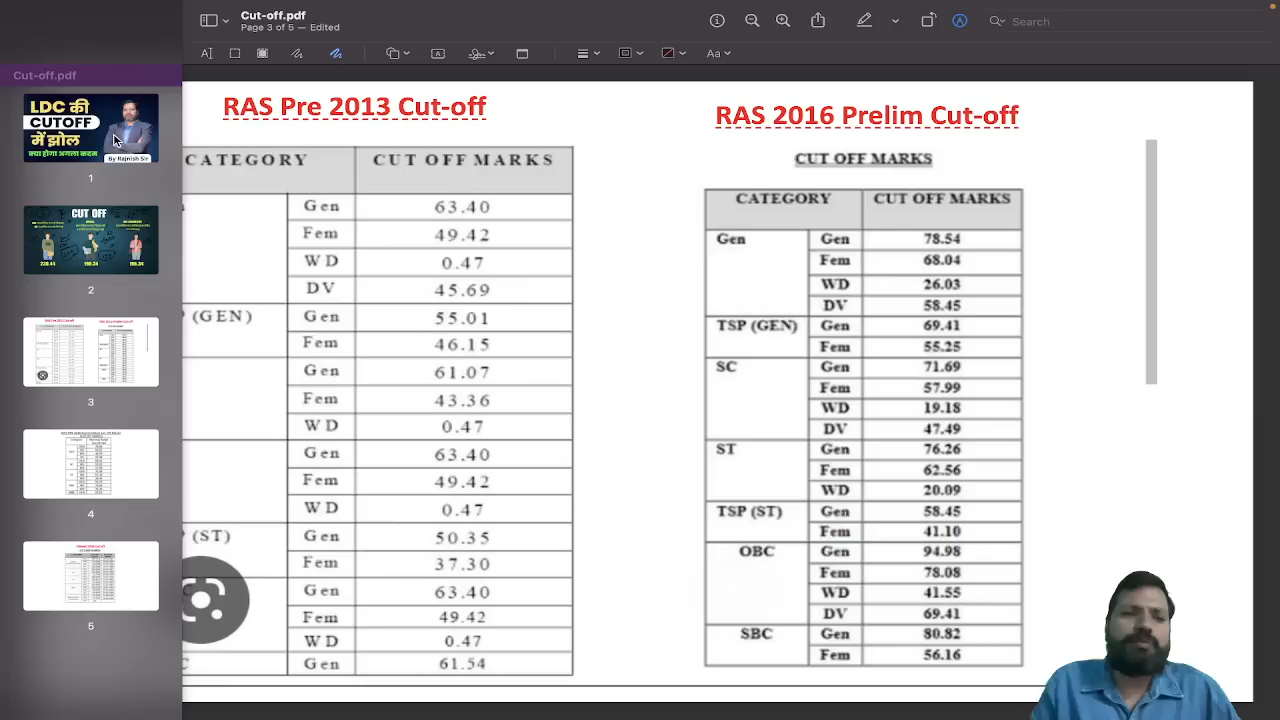 Cut-off.pdf
Page 3 of 5 — Edited
Search
Aa
Cut-off.pdf
LDC की
CUTOFF
में झोल
क्या होगा अगला कदम
By Rajnish Sir
1
CUT OFF
2
3
4
5
RAS Pre 2013 Cut-off
CATEGORY CUT OFF MARKS
Gen 63.40
Fem 49.42
WD 0.47
DV 45.69
(GEN) Gen 55.01
Fem 46.15
Gen 61.07
Fem 43.36
WD 0.47
Gen 63.40
Fem 49.42
WD 0.47
(ST) Gen 50.35
Fem 37.30
Gen 63.40
Fem 49.42
WD 0.47
C Gen 61.54
RAS 2016 Prelim Cut-off
CUT OFF MARKS
CATEGORY CUT OFF MARKS
Gen Gen 78.54
Fem 68.04
WD 26.03
DV 58.45
TSP (GEN) Gen 69.41
Fem 55.25
SC Gen 71.69
Fem 57.99
WD 19.18
DV 47.49
ST Gen 76.26
Fem 62.56
WD 20.09
TSP (ST) Gen 58.45
Fem 41.10
OBC Gen 94.98
Fem 78.08
WD 41.55
DV 69.41
SBC Gen 80.82
Fem 56.16